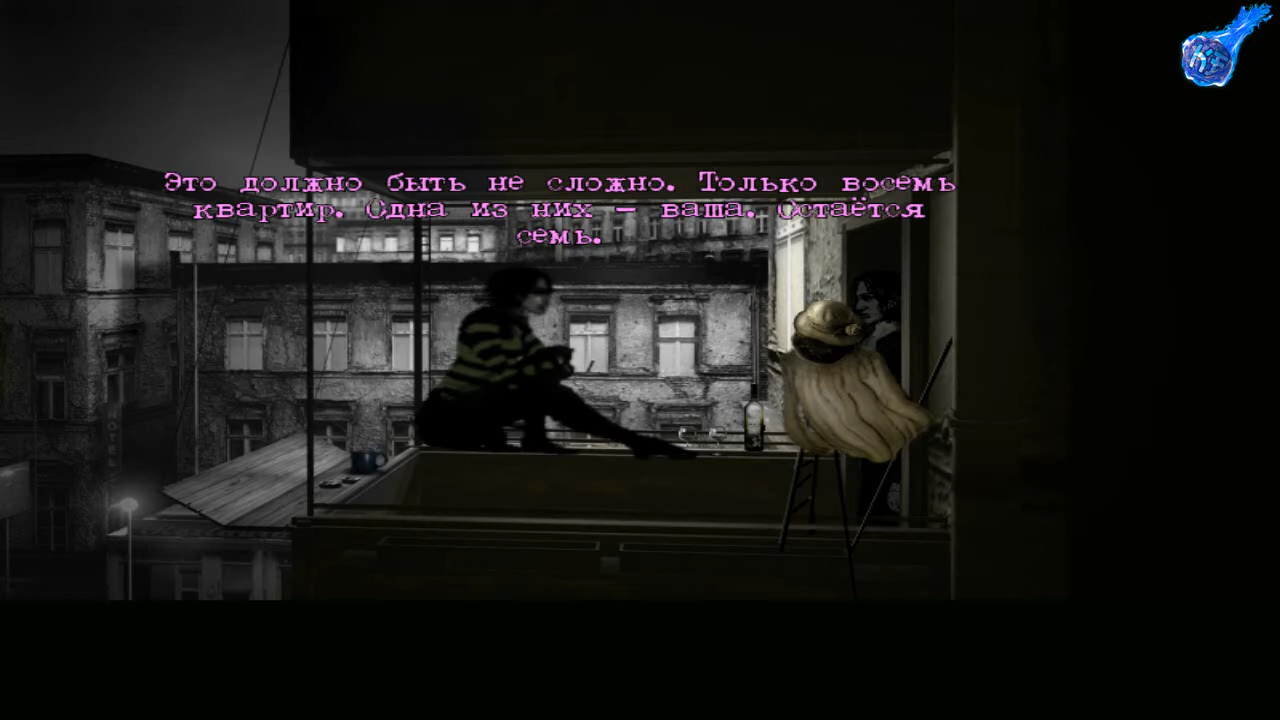 Это должно быть не сложно. Только восемь
квартир. Одна из них – ваша. Остаётся
семь.